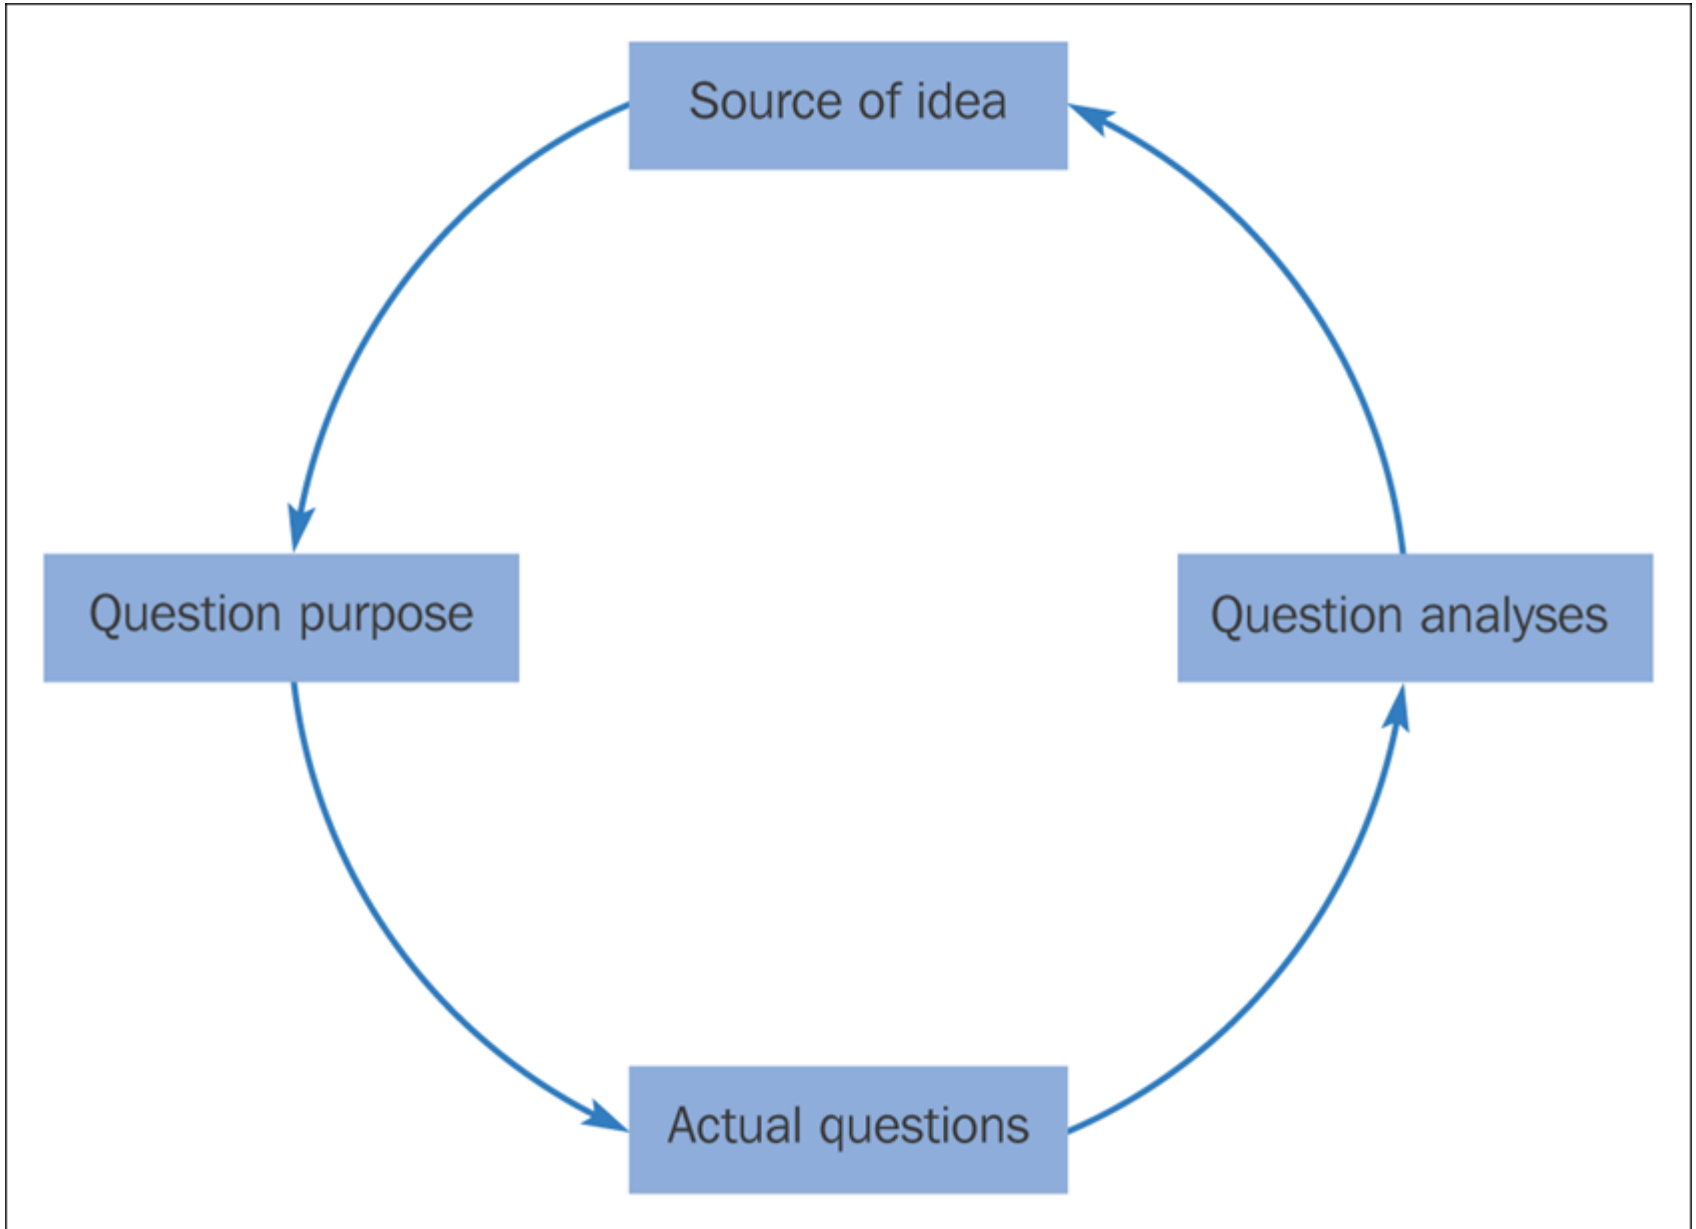 Source of idea
Question purpose
Question analyses
Actual questions